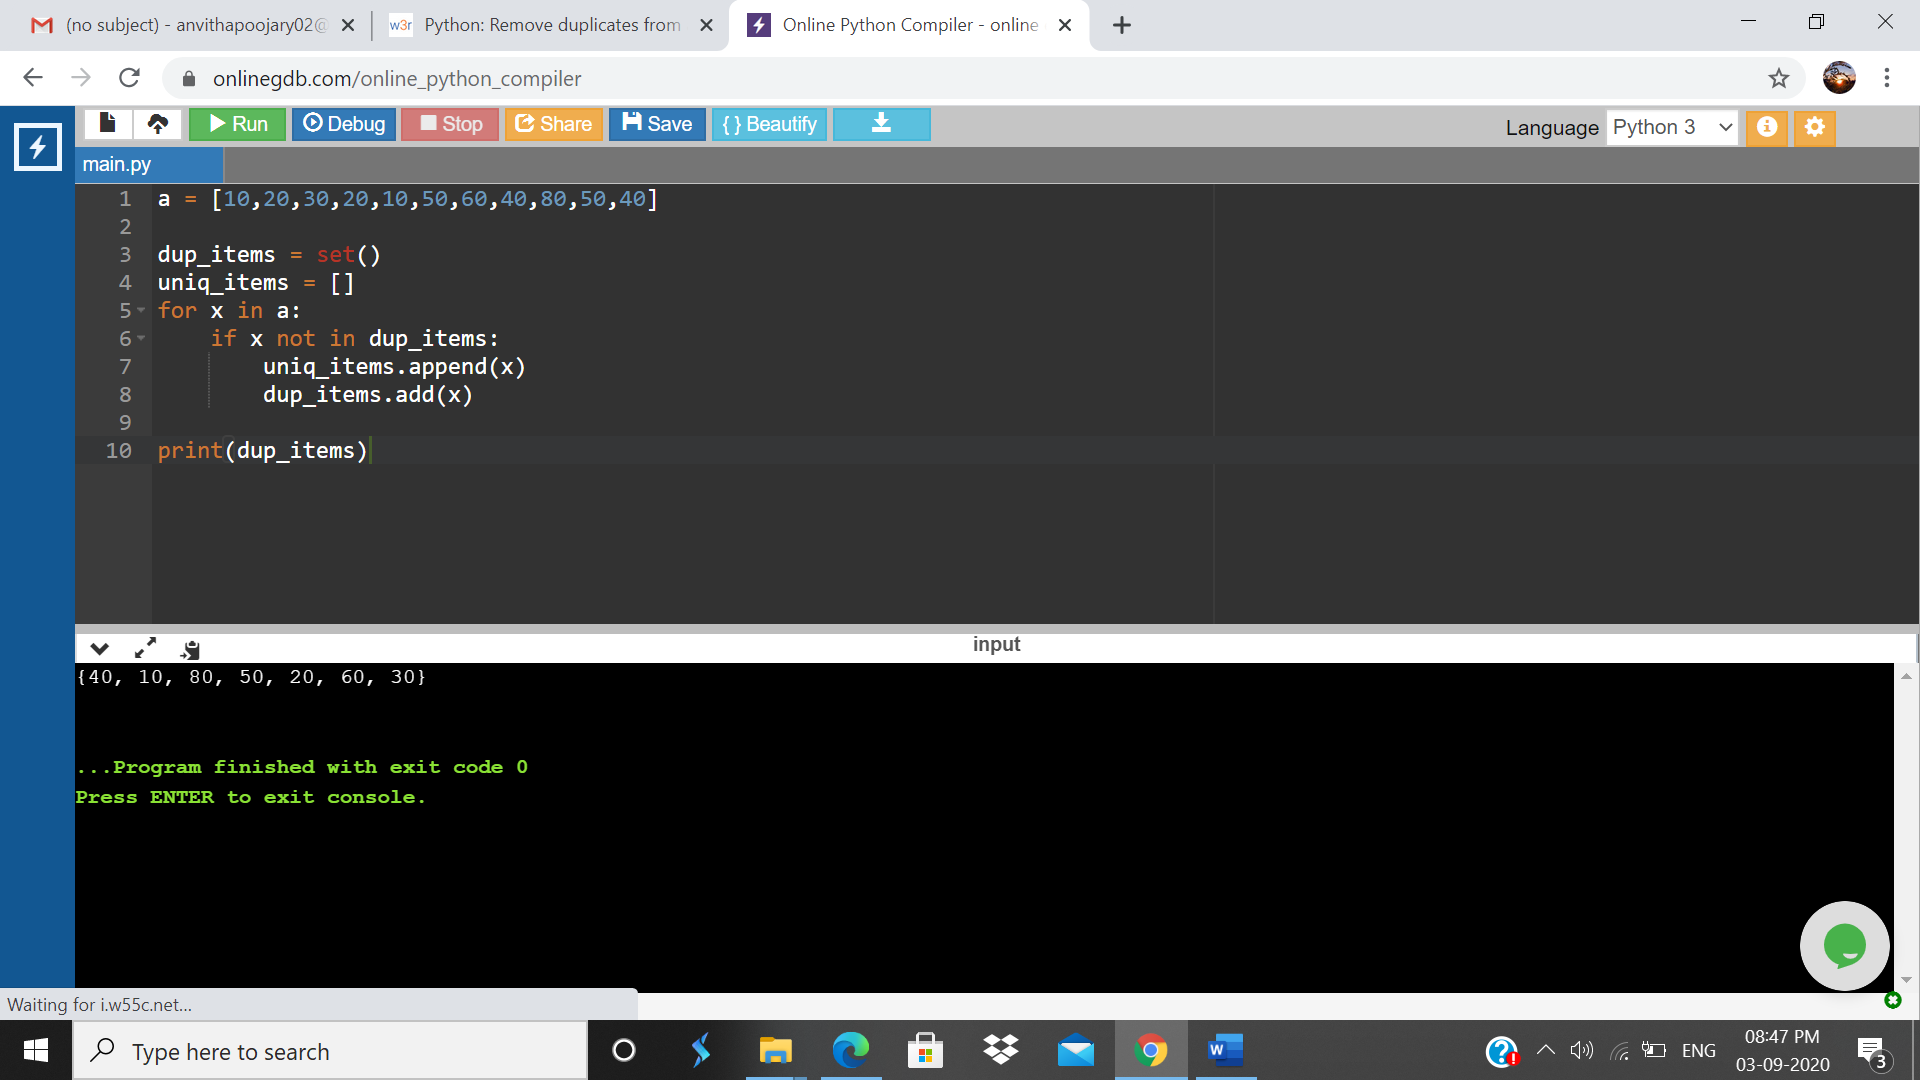 (no subject) - anvithapoojary02@
w3r Python: Remove duplicates from
Online Python Compiler - online
onlinegdb.com/online_python_compiler
Run Debug Stop Share Save { } Beautify
Language Python 3
main.py
1 a = [10,20,30,20,10,50,60,40,80,50,40]
2
3 dup_items = set()
4 uniq_items = []
5 for x in a:
6     if x not in dup_items:
7         uniq_items.append(x)
8         dup_items.add(x)
9
10 print(dup_items)
input
{40, 10, 80, 50, 20, 60, 30}
...Program finished with exit code 0
Press ENTER to exit console.
Waiting for i.w55c.net...
Type here to search
W
ENG
08:47 PM
03-09-2020
3